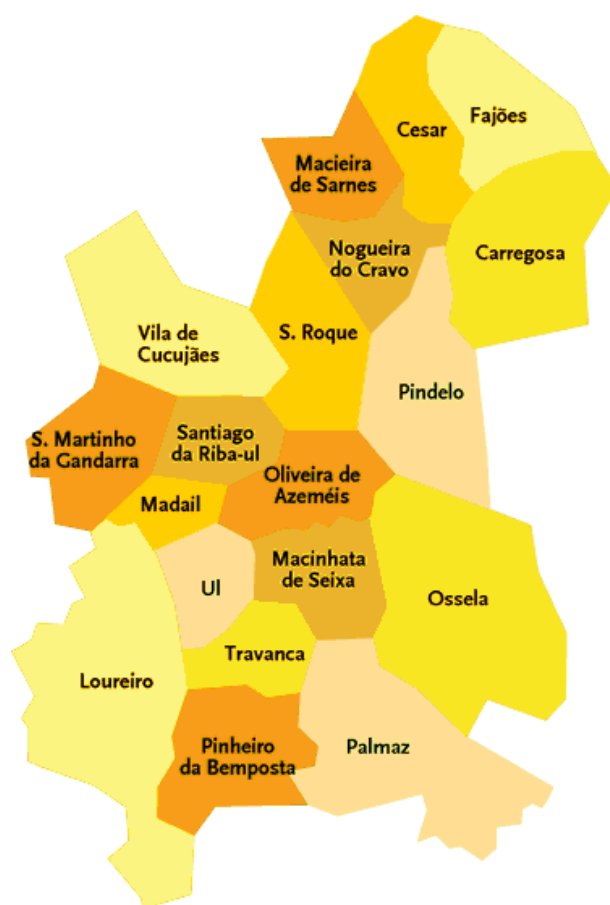 Fajões
Cesar
Macieira
de Sarnes
Nogueira
do Cravo
Carregosa
Vila de
Cucujães
S. Roque
Pindelo
S. Martinho
da Gandarra
Santiago
da Riba-ul
Oliveira de
Azeméis
Madail
Macinhata
de Seixa
Ul
Ossela
Travanca
Loureiro
Pinheiro
da Bemposta
Palmaz